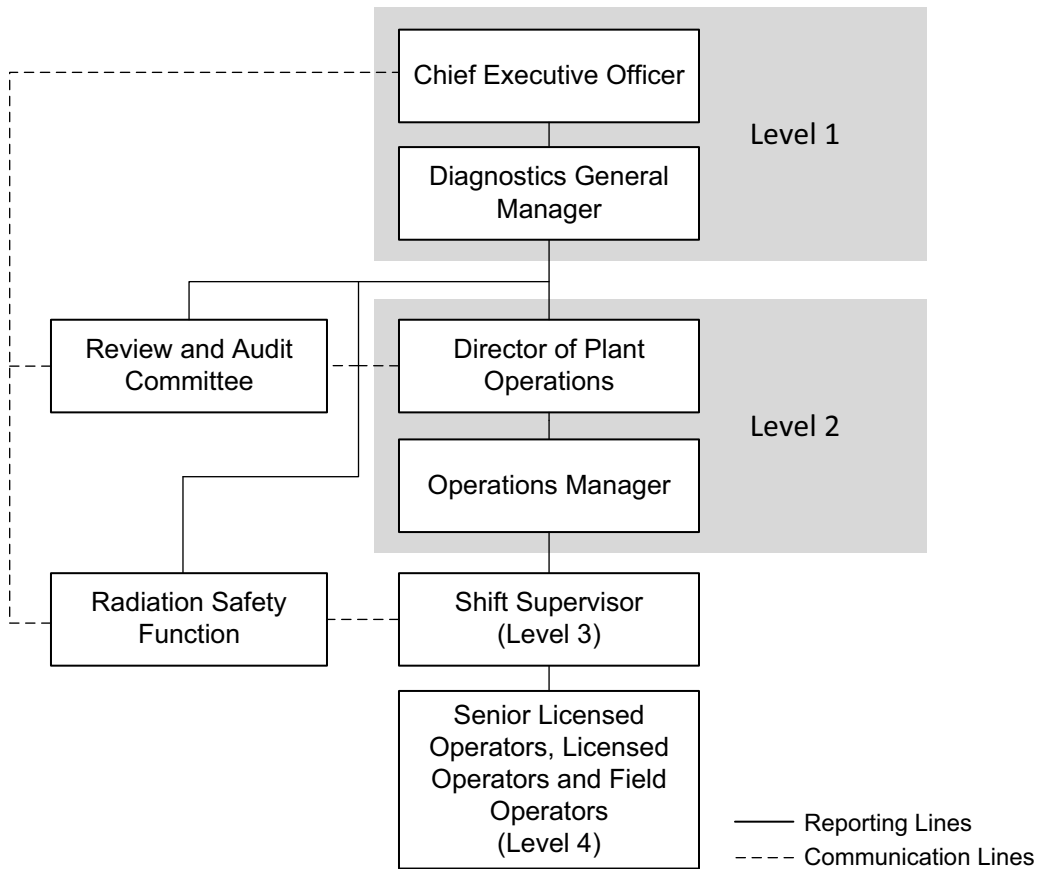 Chief Executive Officer
Level 1
Diagnostics General
Manager
Review and Audit
Committee
Director of Plant
Operations
Level 2
Operations Manager
Radiation Safety
Function
Shift Supervisor
(Level 3)
Senior Licensed
Operators, Licensed
Operators and Field
Operators
(Level 4)
Reporting Lines
Communication Lines